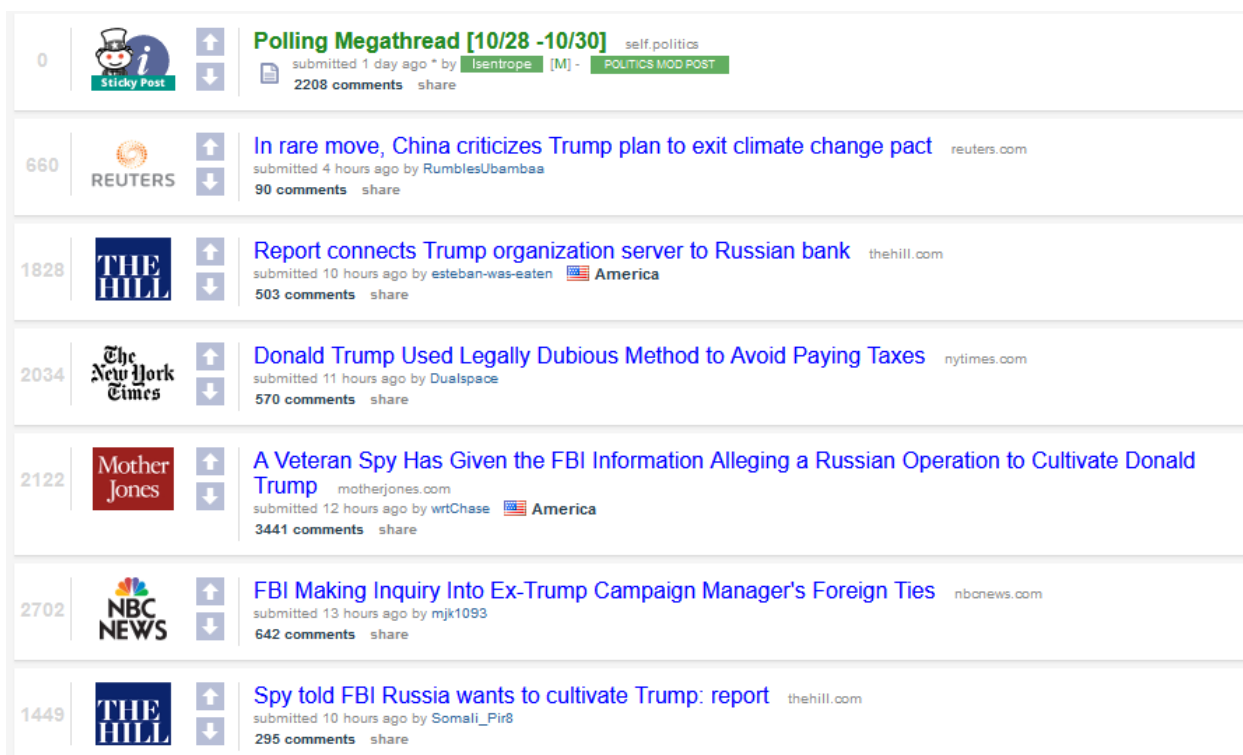 0
Sticky Post
Polling Megathread [10/28 -10/30] self.politics
submitted 1 day ago * by Isentrope [M] - POLITICS MOD POST
2208 comments share
660
REUTERS
In rare move, China criticizes Trump plan to exit climate change pact reuters.com
submitted 4 hours ago by RumblesUbambaa
90 comments share
1828
THE HILL
Report connects Trump organization server to Russian bank thehill.com
submitted 10 hours ago by esteban-was-eaten America
503 comments share
2034
The New York Times
Donald Trump Used Legally Dubious Method to Avoid Paying Taxes nytimes.com
submitted 11 hours ago by Dualspace
570 comments share
2122
Mother Jones
A Veteran Spy Has Given the FBI Information Alleging a Russian Operation to Cultivate Donald
Trump motherjones.com
submitted 12 hours ago by wrtChase America
3441 comments share
2702
NBC NEWS
FBI Making Inquiry Into Ex-Trump Campaign Manager's Foreign Ties nbcnews.com
submitted 13 hours ago by mjk1093
642 comments share
1449
THE HILL
Spy told FBI Russia wants to cultivate Trump: report thehill.com
submitted 10 hours ago by Somali_Pir8
295 comments share